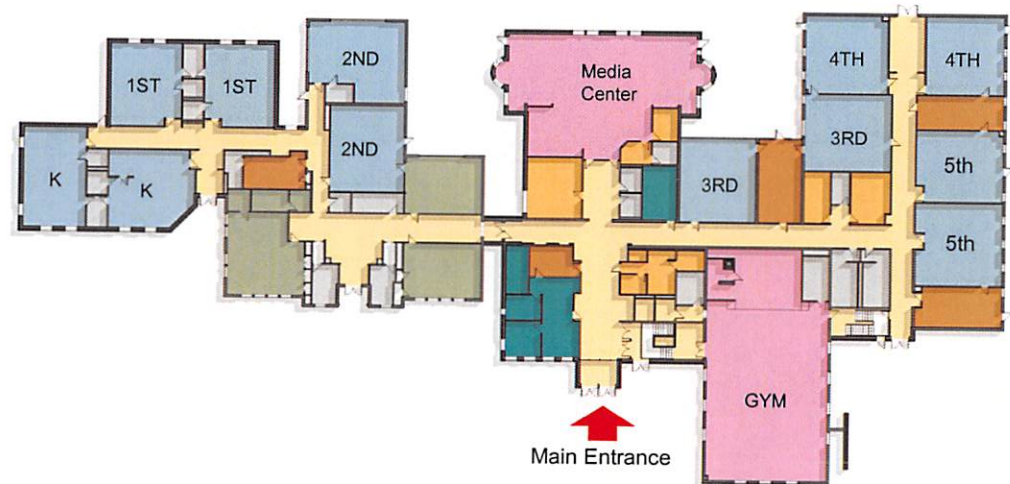 2ND
4TH
4TH
1ST
1ST
Media
Center
3RD
2ND
K
K
3RD
5th
5th
GYM
Main Entrance